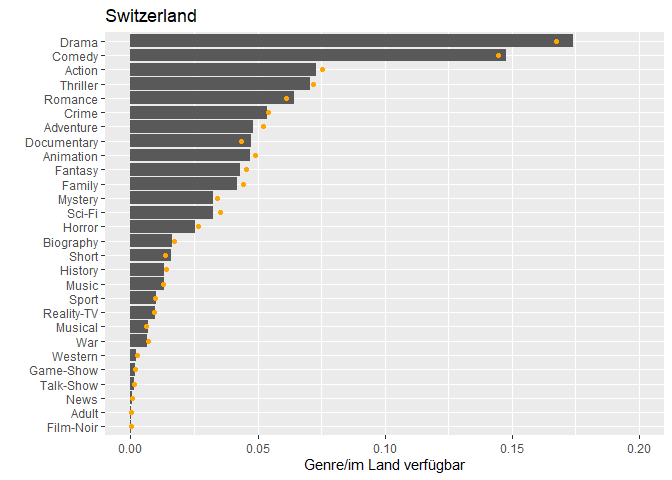 Switzerland
Drama
Comedy
Action
Thriller
Romance
Crime
Adventure
Documentary
Animation
Fantasy
Family
Mystery
Sci-Fi
Horror
Biography
Short
History
Music
Sport
Reality-TV
Musical
War
Western
Game-Show
Talk-Show
News
Adult
Film-Noir
0.00 0.05 0.10 0.15 0.20
Genre/im Land verfügbar